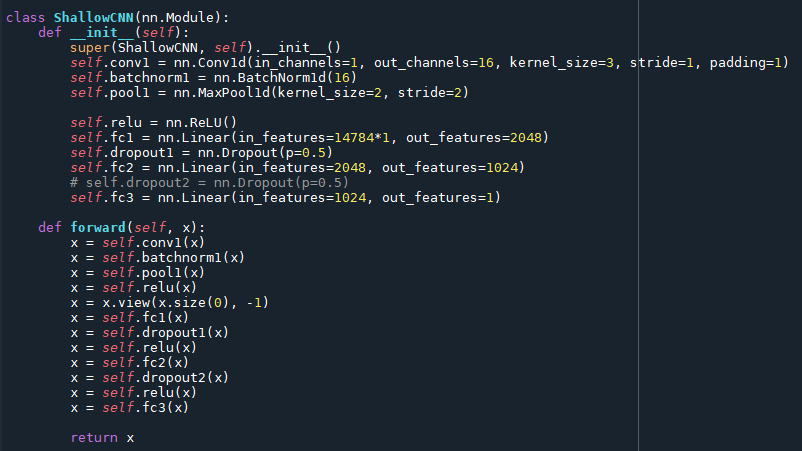 class ShallowCNN(nn.Module):
    def __init__(self):
        super(ShallowCNN, self).__init__()
        self.conv1 = nn.Conv1d(in_channels=1, out_channels=16, kernel_size=3, stride=1, padding=1)
        self.batchnorm1 = nn.BatchNorm1d(16)
        self.pool1 = nn.MaxPool1d(kernel_size=2, stride=2)

        self.relu = nn.ReLU()
        self.fc1 = nn.Linear(in_features=14784*1, out_features=2048)
        self.dropout1 = nn.Dropout(p=0.5)
        self.fc2 = nn.Linear(in_features=2048, out_features=1024)
        # self.dropout2 = nn.Dropout(p=0.5)
        self.fc3 = nn.Linear(in_features=1024, out_features=1)

    def forward(self, x):
        x = self.conv1(x)
        x = self.batchnorm1(x)
        x = self.pool1(x)
        x = self.relu(x)
        x = x.view(x.size(0), -1)
        x = self.fc1(x)
        x = self.dropout1(x)
        x = self.relu(x)
        x = self.fc2(x)
        x = self.dropout2(x)
        x = self.relu(x)
        x = self.fc3(x)

        return x